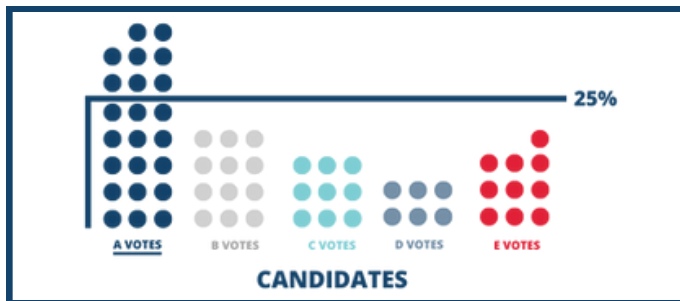 25%
A VOTES B VOTES C VOTES D VOTES E VOTES
CANDIDATES